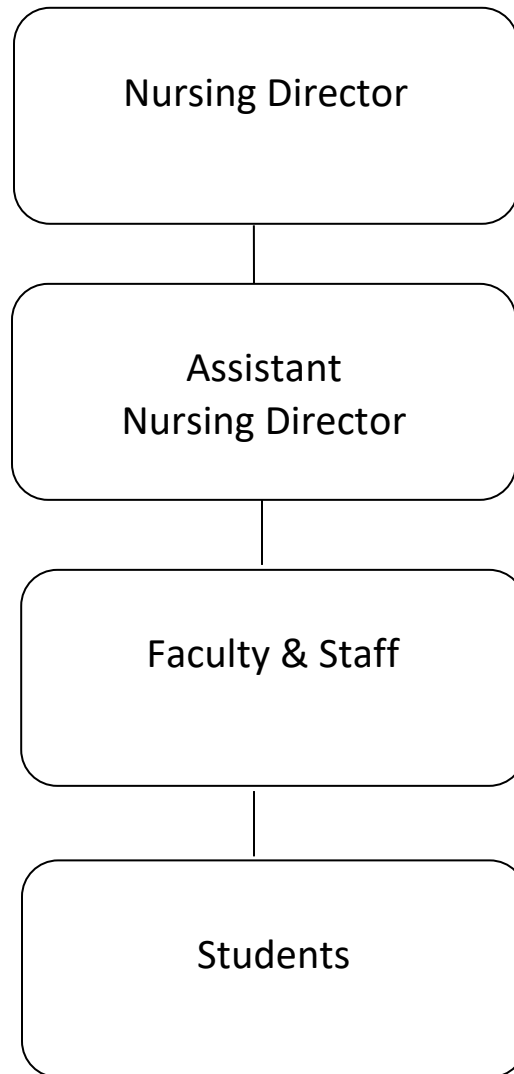 Nursing Director
Assistant
Nursing Director
Faculty & Staff
Students